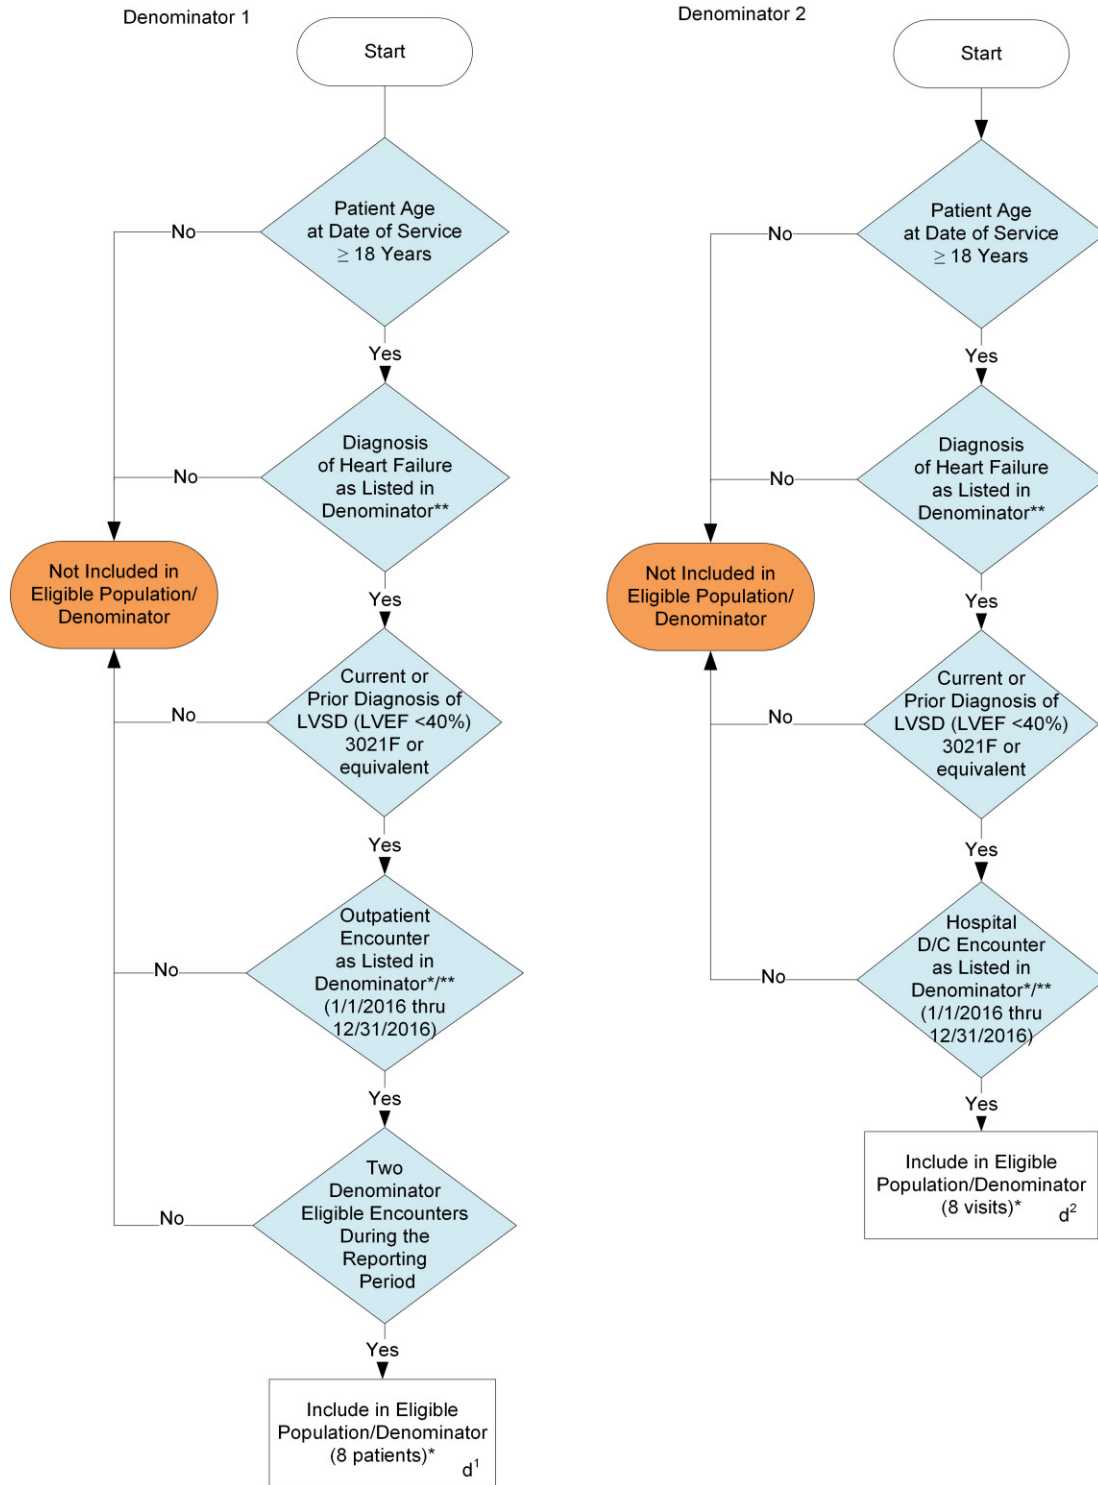 Denominator 1
Start
Patient Age
at Date of Service
≥ 18 Years
No
Yes
Diagnosis
of Heart Failure
as Listed in
Denominator**
No
Not Included in
Eligible Population/
Denominator
Yes
Current or
Prior Diagnosis of
LVSD (LVEF <40%)
3021F or
equivalent
No
Yes
Outpatient
Encounter
as Listed in
Denominator*/**
(1/1/2016 thru
12/31/2016)
No
Yes
Two
Denominator
Eligible Encounters
During the
Reporting
Period
No
Yes
Include in Eligible
Population/Denominator
(8 patients)*
d¹
Denominator 2
Start
Patient Age
at Date of Service
≥ 18 Years
No
Yes
Diagnosis
of Heart Failure
as Listed in
Denominator**
No
Not Included in
Eligible Population/
Denominator
Yes
Current or
Prior Diagnosis of
LVSD (LVEF <40%)
3021F or
equivalent
No
Yes
Hospital
D/C Encounter
as Listed in
Denominator*/**
(1/1/2016 thru
12/31/2016)
No
Yes
Include in Eligible
Population/Denominator
(8 visits)*
d²